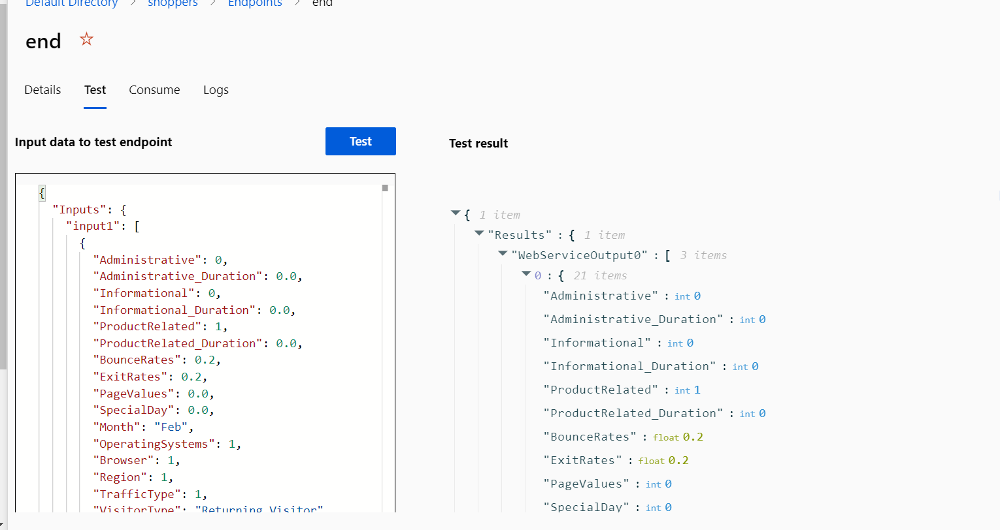 Default Directory > shoppers > Endpoints > end
end
Details Test Consume Logs
Input data to test endpoint
Test
{
"Inputs": {
"input1": [
{
"Administrative": 0,
"Administrative_Duration": 0.0,
"Informational": 0,
"Informational_Duration": 0.0,
"ProductRelated": 1,
"ProductRelated_Duration": 0.0,
"BounceRates": 0.2,
"ExitRates": 0.2,
"PageValues": 0.0,
"SpecialDay": 0.0,
"Month": "Feb",
"OperatingSystems": 1,
"Browser": 1,
"Region": 1,
"TrafficType": 1,
"VisitorType": "Returning_Visitor"
Test result
{ 1 item
"Results" : { 1 item
"WebServiceOutput0" : [ 3 items
0 : { 21 items
"Administrative" : int 0
"Administrative_Duration" : int 0
"Informational" : int 0
"Informational_Duration" : int 0
"ProductRelated" : int 1
"ProductRelated_Duration" : int 0
"BounceRates" : float 0.2
"ExitRates" : float 0.2
"PageValues" : int 0
"SpecialDay" : int 0